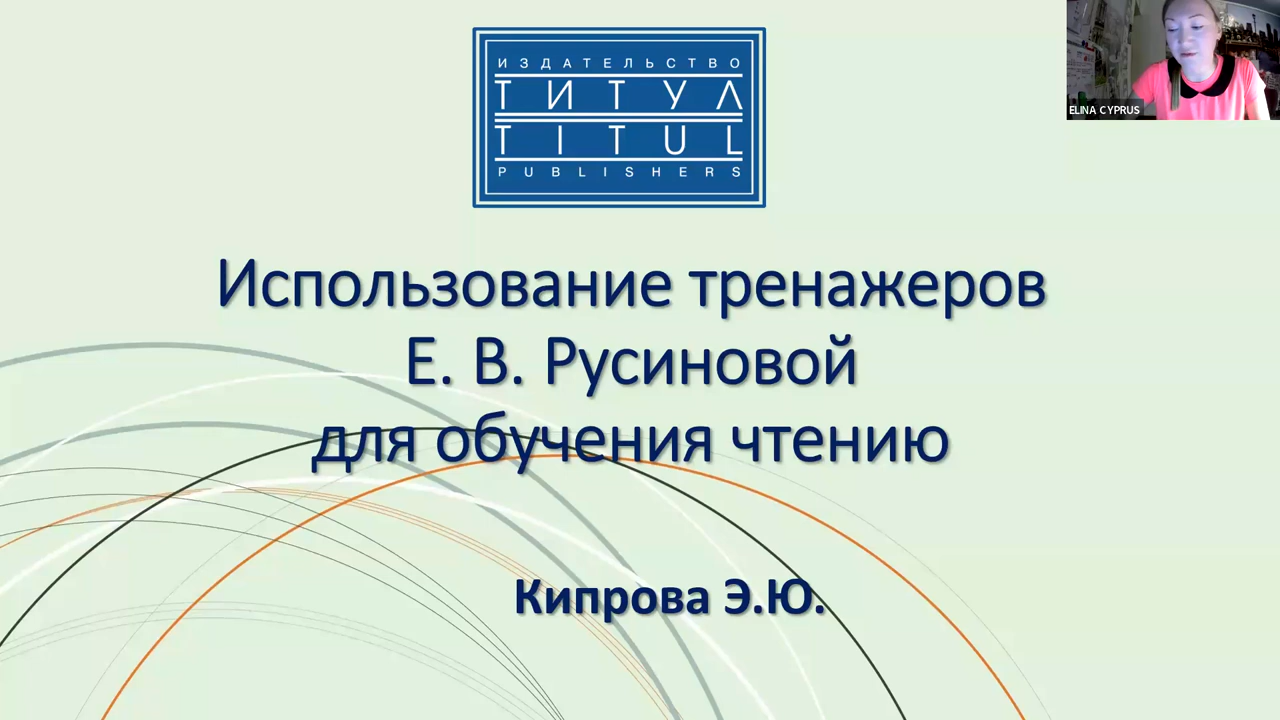 ИЗДАТЕЛЬСТВО
ТИТУЛ
TITUL
PUBLISHERS
ELINA CYPRUS
Использование тренажеров
Е. В. Русиновой
для обучения чтению
Кипрова Э.Ю.